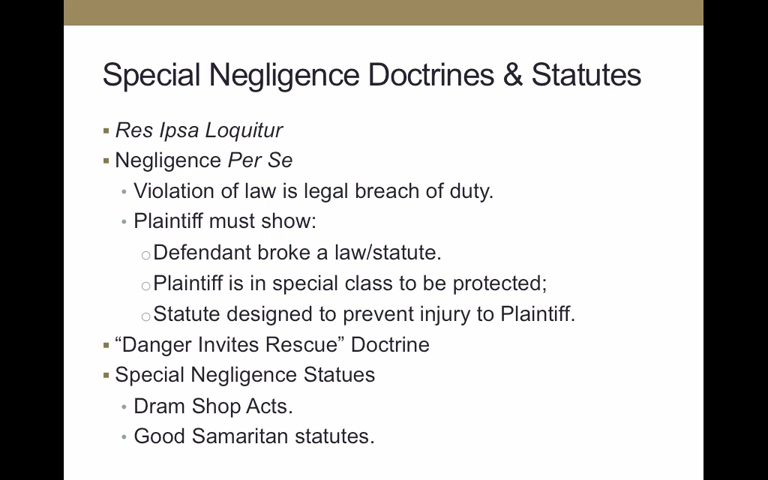 Special Negligence Doctrines & Statutes
▪ Res Ipsa Loquitur
▪ Negligence Per Se
• Violation of law is legal breach of duty.
• Plaintiff must show:
○Defendant broke a law/statute.
○Plaintiff is in special class to be protected;
○Statute designed to prevent injury to Plaintiff.
▪ “Danger Invites Rescue” Doctrine
▪ Special Negligence Statues
• Dram Shop Acts.
• Good Samaritan statutes.